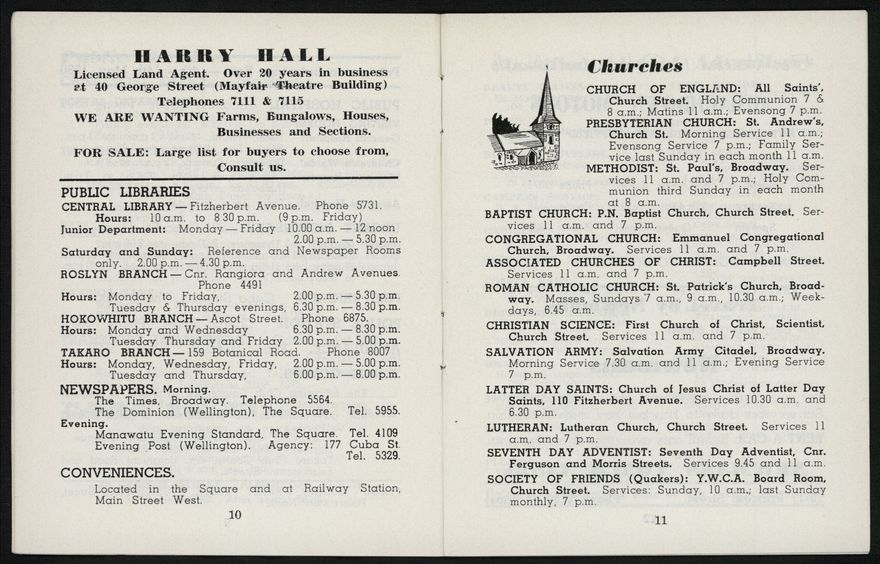 HARRY HALL
Licensed Land Agent. Over 20 years in business
at 40 George Street (Mayfair Theatre Building)
Telephones 7111 & 7115
WE ARE WANTING Farms, Bungalows, Houses,
Businesses and Sections.
FOR SALE: Large list for buyers to choose from,
Consult us.
PUBLIC LIBRARIES
CENTRAL LIBRARY — Fitzherbert Avenue. Phone 5731.
Hours: 10 a.m. to 8 30 p.m. (9 p.m. Friday)
Junior Department: Monday — Friday 10.00 a.m. — 12 noon
2.00 p.m. — 5.30 p.m.
Saturday and Sunday: Reference and Newspaper Rooms
only. 2.00 p.m. — 4.30 p.m.
ROSLYN BRANCH — Cnr. Rangiora and Andrew Avenues.
Phone 4491
Hours: Monday to Friday, 2.00 p.m. — 5.30 p.m.
Tuesday & Thursday evenings, 6.30 p.m. — 8.30 p.m.
HOKOWHITU BRANCH — Ascot Street. Phone 6875.
Hours: Monday and Wednesday 6.30 p.m. — 8.30 p.m.
Tuesday Thursday and Friday 2.00 p.m. — 5.00 p.m.
TAKARO BRANCH — 159 Botanical Road. Phone 8007
Hours: Monday, Wednesday, Friday, 2.00 p.m. — 5.00 p.m.
Tuesday and Thursday, 6.00 p.m. — 8.00 p.m.
NEWSPAPERS. Morning.
The Times, Broadway. Telephone 5564.
The Dominion (Wellington), The Square. Tel. 5955.
Evening.
Manawatu Evening Standard, The Square. Tel. 4109
Evening Post (Wellington). Agency: 177 Cuba St.
Tel. 5329.
CONVENIENCES.
Located in the Square and at Railway Station,
Main Street West.
10
Churches
CHURCH OF ENGLAND: All Saints',
Church Street. Holy Communion 7 &
8 a.m.; Matins 11 a.m.; Evensong 7 p.m.
PRESBYTERIAN CHURCH: St. Andrew's,
Church St. Morning Service 11 a.m.;
Evensong Service 7 p.m.; Family Ser-
vice last Sunday in each month 11 a.m.
METHODIST: St. Paul's, Broadway. Ser-
vices 11 a.m. and 7 p.m.; Holy Com-
munion third Sunday in each month
at 8 a.m.
BAPTIST CHURCH: P.N. Baptist Church, Church Street. Ser-
vices 11 a.m. and 7 p.m.
CONGREGATIONAL CHURCH: Emmanuel Congregational
Church, Broadway. Services 11 a.m. and 7 p.m.
ASSOCIATED CHURCHES OF CHRIST: Campbell Street.
Services 11 a.m. and 7 p.m.
ROMAN CATHOLIC CHURCH: St. Patrick's Church, Broad-
way. Masses, Sundays 7 a.m., 9 a.m., 10.30 a.m.; Week-
days, 6.45 a.m.
CHRISTIAN SCIENCE: First Church of Christ, Scientist,
Church Street. Services 11 a.m. and 7 p.m.
SALVATION ARMY: Salvation Army Citadel, Broadway.
Morning Service 7.30 a.m. and 11 a.m.; Evening Service
7 p.m.
LATTER DAY SAINTS: Church of Jesus Christ of Latter Day
Saints, 110 Fitzherbert Avenue. Services 10.30 a.m. and
6.30 p.m.
LUTHERAN: Lutheran Church, Church Street. Services 11
a.m. and 7 p.m.
SEVENTH DAY ADVENTIST: Seventh Day Adventist, Cnr.
Ferguson and Morris Streets. Services 9.45 and 11 a.m.
SOCIETY OF FRIENDS (Quakers): Y.W.C.A. Board Room,
Church Street. Services: Sunday, 10 a.m.; last Sunday
monthly, 7 p.m.
11